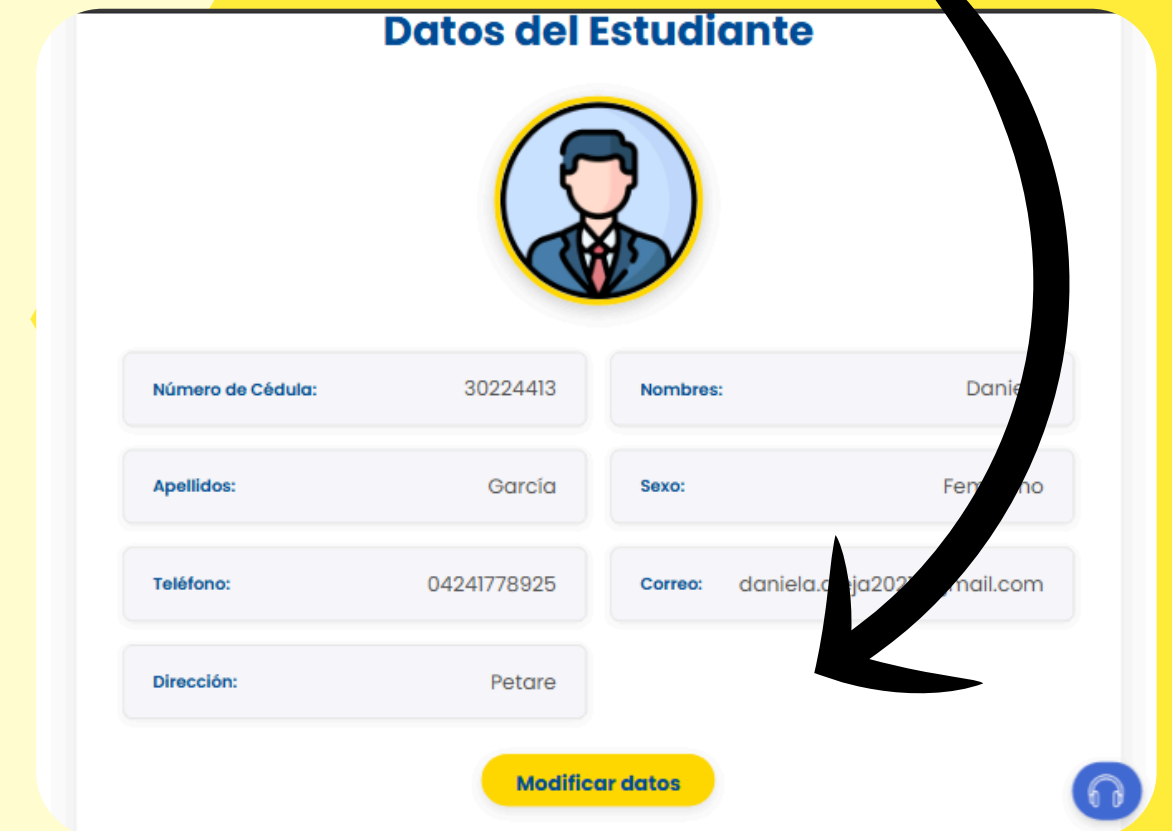 Datos del Estudiante
Número de Cédula: 30224413
Nombres:
Apellidos: García
Sexo:
Teléfono: 04241778925
Correo:
Dirección: Petare
Modificar datos